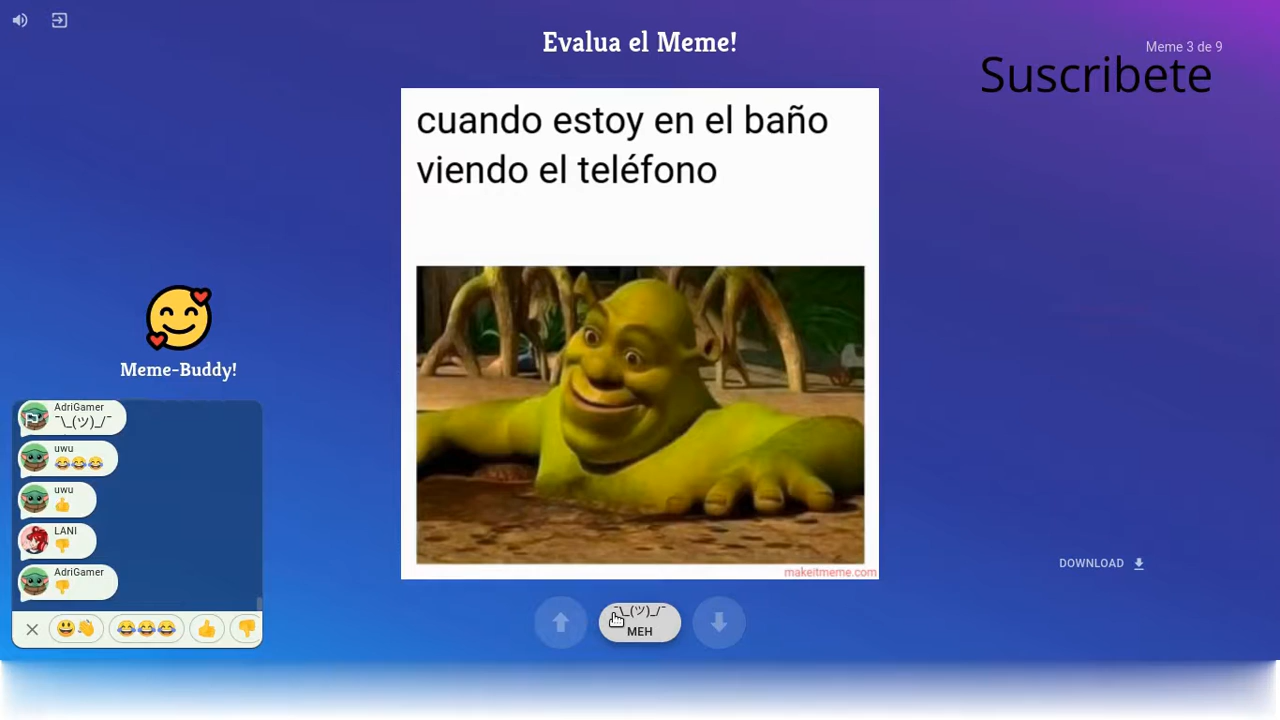 Evalua el Meme!
Meme 3 de 9
Suscribete
cuando estoy en el baño
viendo el teléfono
makeitmeme.com
Meme-Buddy!
AdriGamer
¯\_(ツ)_/¯
uwu
😂😂😂
uwu
👍
LANI
👎
AdriGamer
👎
😃👋 😂😂😂 👍 👎
¯\_(ツ)_/¯
MEH
DOWNLOAD